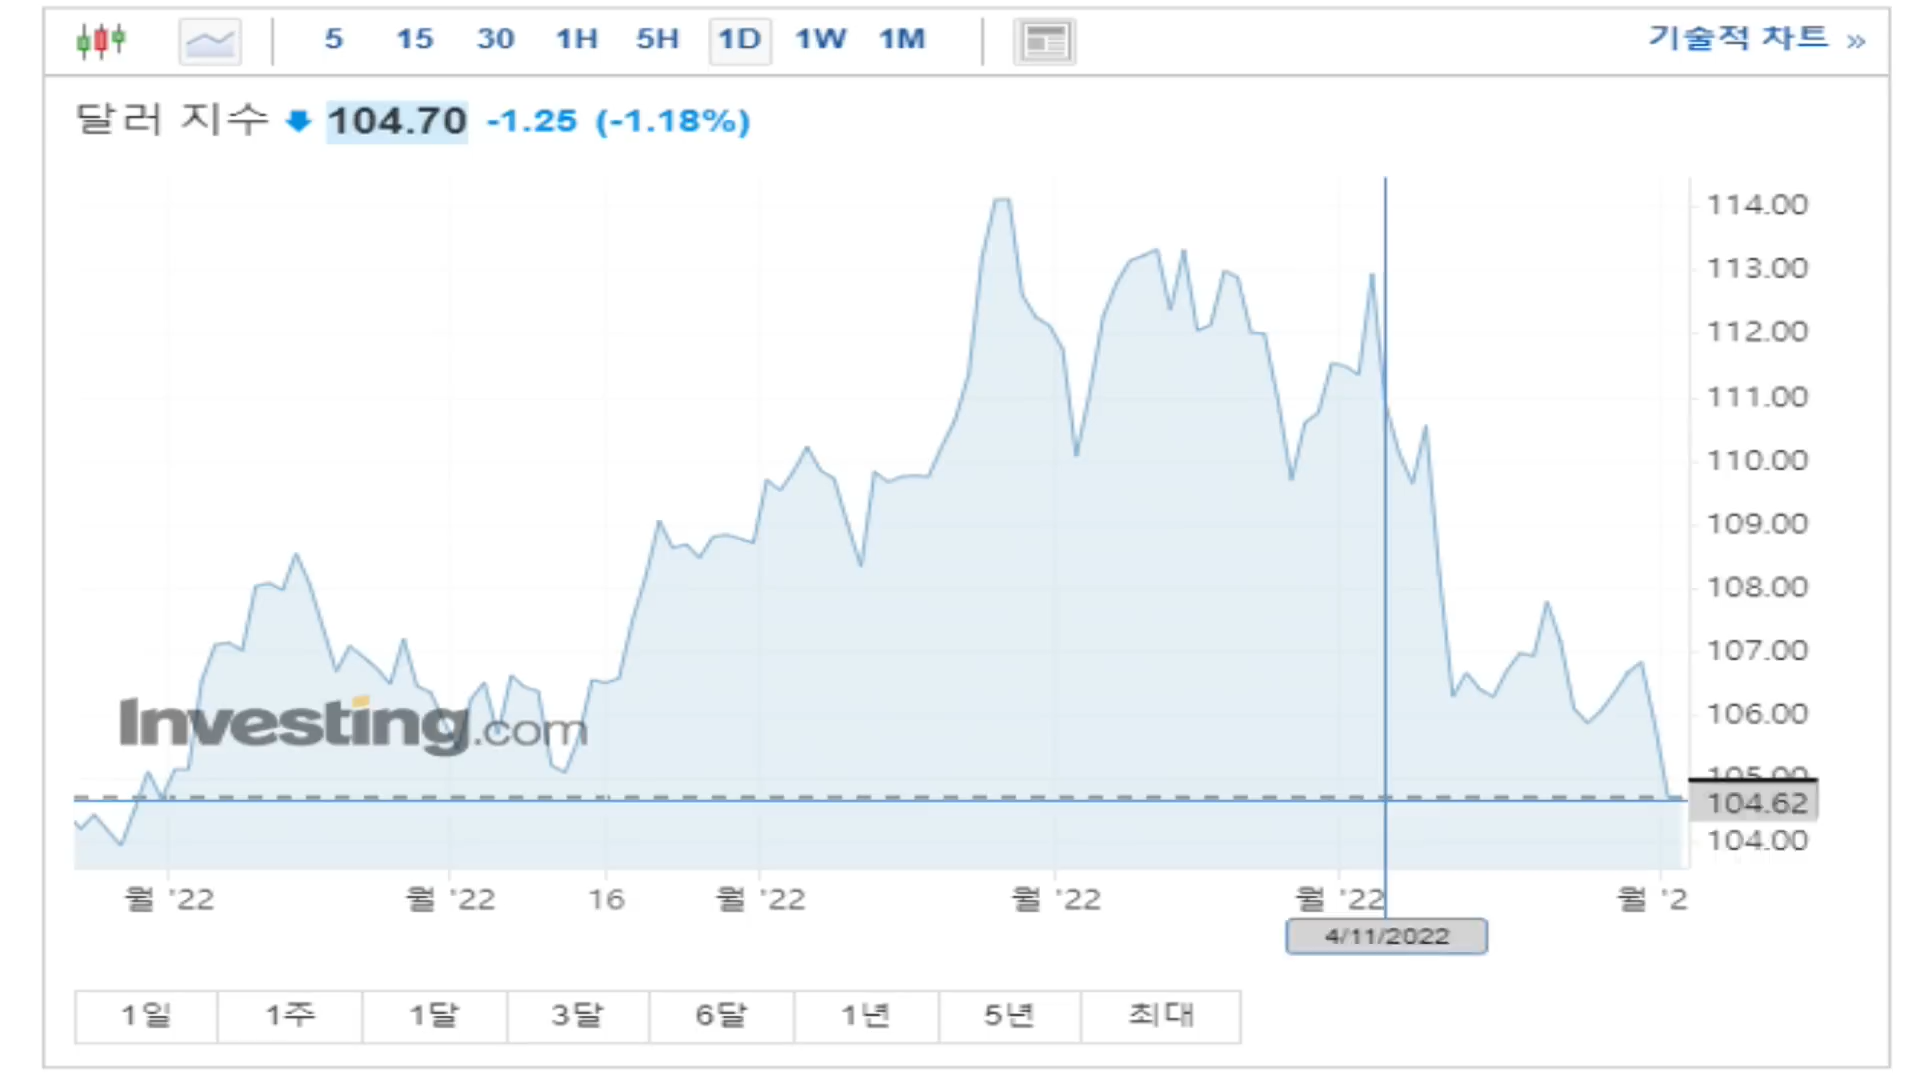 5 15 30 1H 5H 1D 1W 1M 기술적 차트 »
달러 지수 104.70 -1.25 (-1.18%)
114.00
113.00
112.00
111.00
110.00
109.00
108.00
107.00
106.00
105.00
104.62
104.00
Investing.com
월 '22 월 '22 16 월 '22 월 '22 월 '22 월 '2
4/11/2022
1일 1주 1달 3달 6달 1년 5년 최대